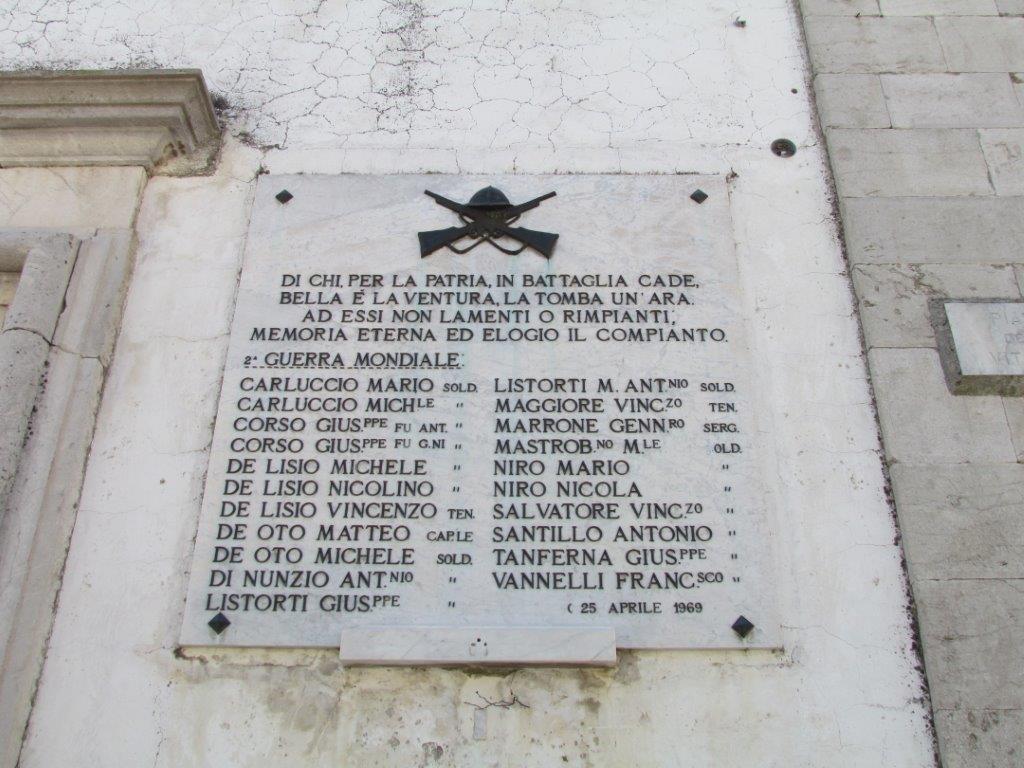 DI CHI, PER LA PATRIA, IN BATTAGLIA CADE,
BELLA È LA VENTURA, LA TOMBA UN'ARA.
AD ESSI NON LAMENTI O RIMPIANTI,
MEMORIA ETERNA ED ELOGIO IL COMPIANTO.
2ª GUERRA MONDIALE:
CARLUCCIO MARIO SOLD.
CARLUCCIO MICH.LE "
CORSO GIUS.PPE FU ANT. "
CORSO GIUS.PPE FU G.NI "
DE LISIO MICHELE "
DE LISIO NICOLINO "
DE LISIO VINCENZO TEN.
DE OTO MATTEO CAP.LE
DE OTO MICHELE SOLD.
DI NUNZIO ANT.NIO "
LISTORTI GIUS.PPE "
LISTORTI M. ANT.NIO SOLD.
MAGGIORE VINC.ZO TEN.
MARRONE GENN.RO SERG.
MASTROB.NO M.LE OLD.
NIRO MARIO "
NIRO NICOLA "
SALVATORE VINC.ZO "
SANTILLO ANTONIO "
TANFERNA GIUS.PPE "
VANNELLI FRANC.SCO "
( 25 APRILE 1969